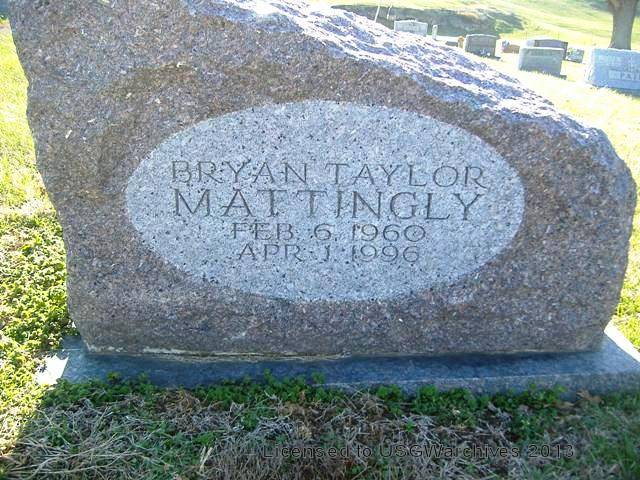 BRYAN TAYLOR
MATTINGLY
FEB. 6, 1960
APR. 1, 1996
Licensed to USGWarchives 2013